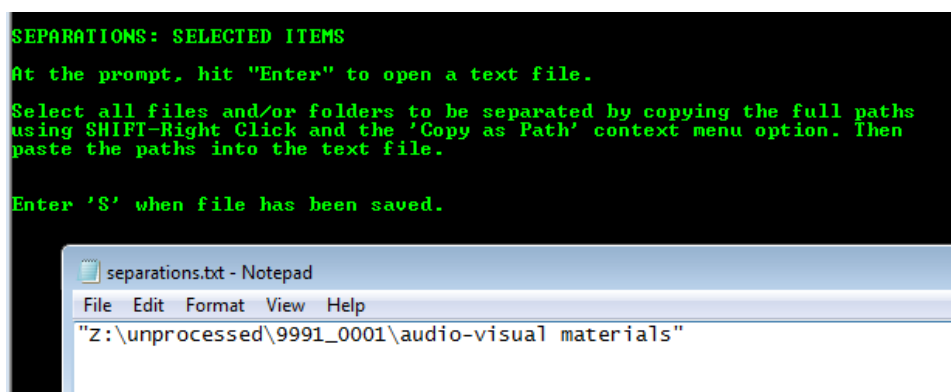 SEPARATIONS: SELECTED ITEMS
At the prompt, hit "Enter" to open a text file.
Select all files and/or folders to be separated by copying the full paths
using SHIFT-Right Click and the 'Copy as Path' context menu option. Then
paste the paths into the text file.
Enter 'S' when file has been saved.
separations.txt - Notepad
File Edit Format View Help
"Z:\unprocessed\9991_0001\audio-visual materials"